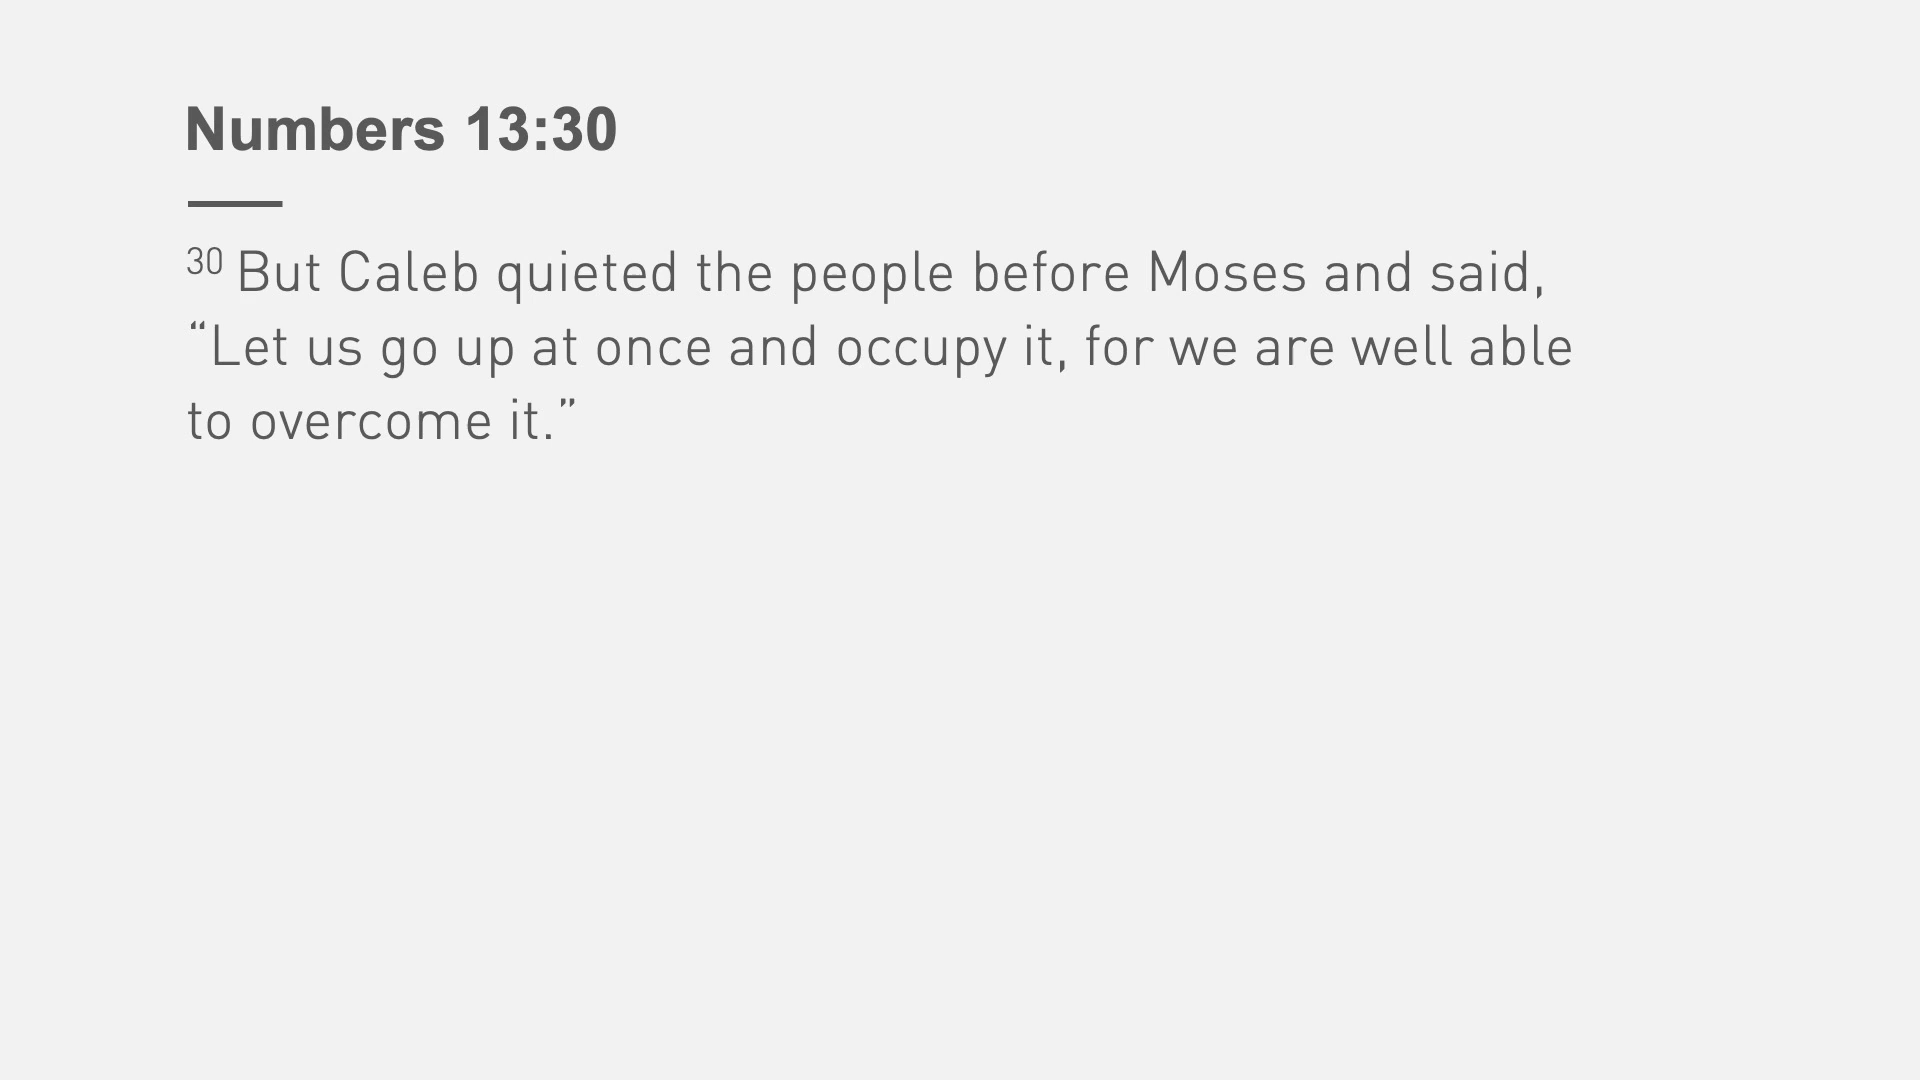 Numbers 13:30
30 But Caleb quieted the people before Moses and said,
“Let us go up at once and occupy it, for we are well able
to overcome it.”